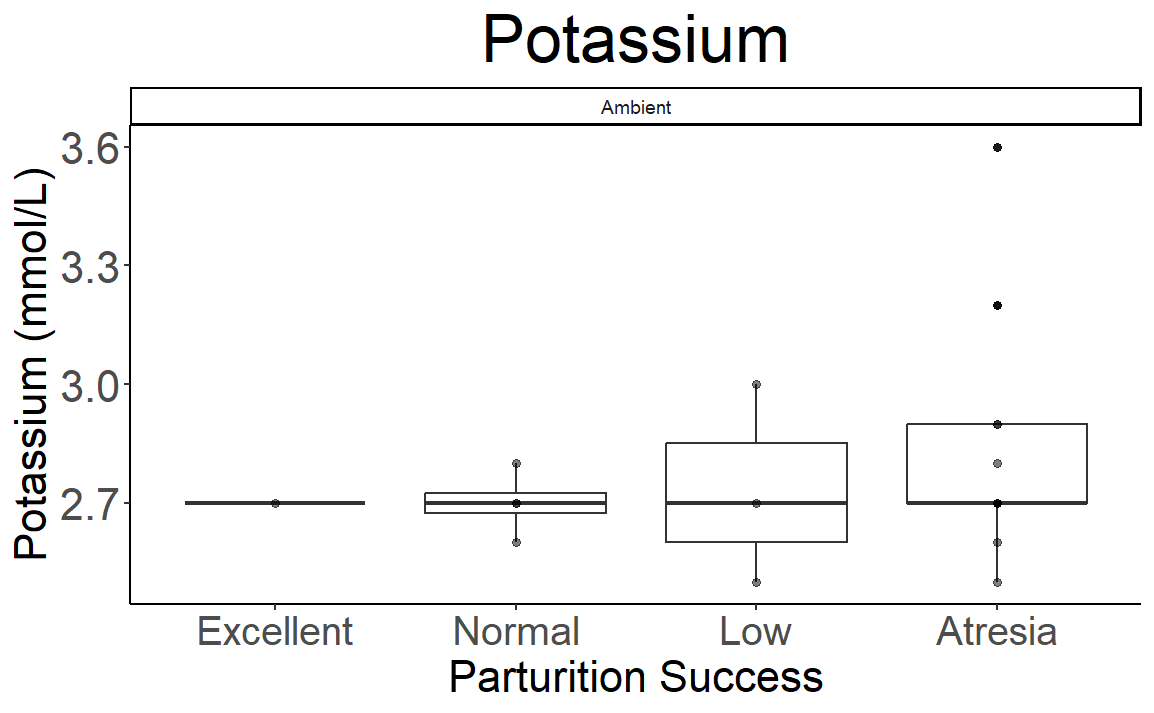 Potassium
Ambient
Potassium (mmol/L)
3.6
3.3
3.0
2.7
Excellent Normal Low Atresia
Parturition Success